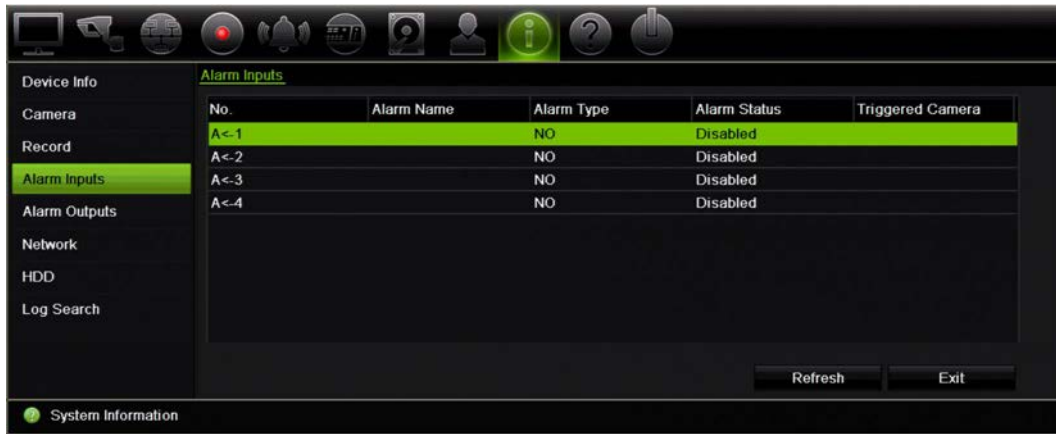 Device Info
Camera
Record
Alarm Inputs
Alarm Outputs
Network
HDD
Log Search
Alarm Inputs
No. Alarm Name Alarm Type Alarm Status Triggered Camera
A<-1 NO Disabled
A<-2 NO Disabled
A<-3 NO Disabled
A<-4 NO Disabled
Refresh Exit
? System Information